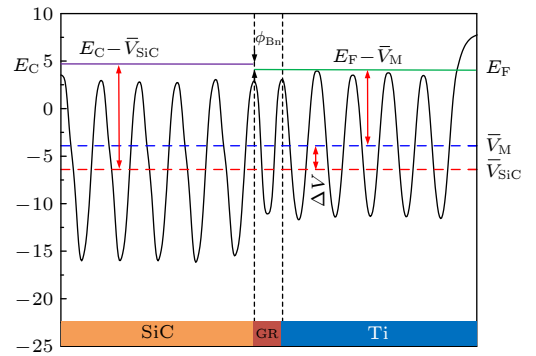 10
5
0
−5
−10
−15
−20
−25
E_C
E_C − V̅_SiC
ϕ_Bn
E_F − V̅_M
E_F
V̅_M
V̅_SiC
ΔV
SiC
GR
Ti